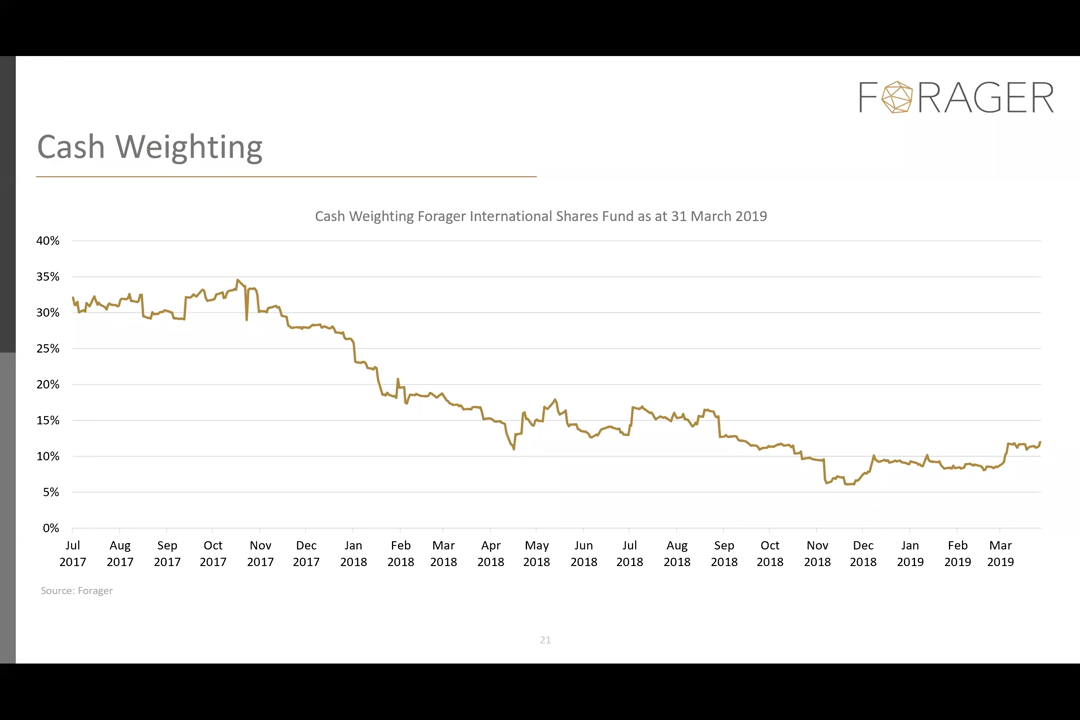 FORAGER
Cash Weighting
Cash Weighting Forager International Shares Fund as at 31 March 2019
40%
35%
30%
25%
20%
15%
10%
5%
0%
Jul Aug Sep Oct Nov Dec Jan Feb Mar Apr May Jun Jul Aug Sep Oct Nov Dec Jan Feb Mar
2017 2017 2017 2017 2017 2017 2018 2018 2018 2018 2018 2018 2018 2018 2018 2018 2018 2018 2019 2019 2019
Source: Forager
21